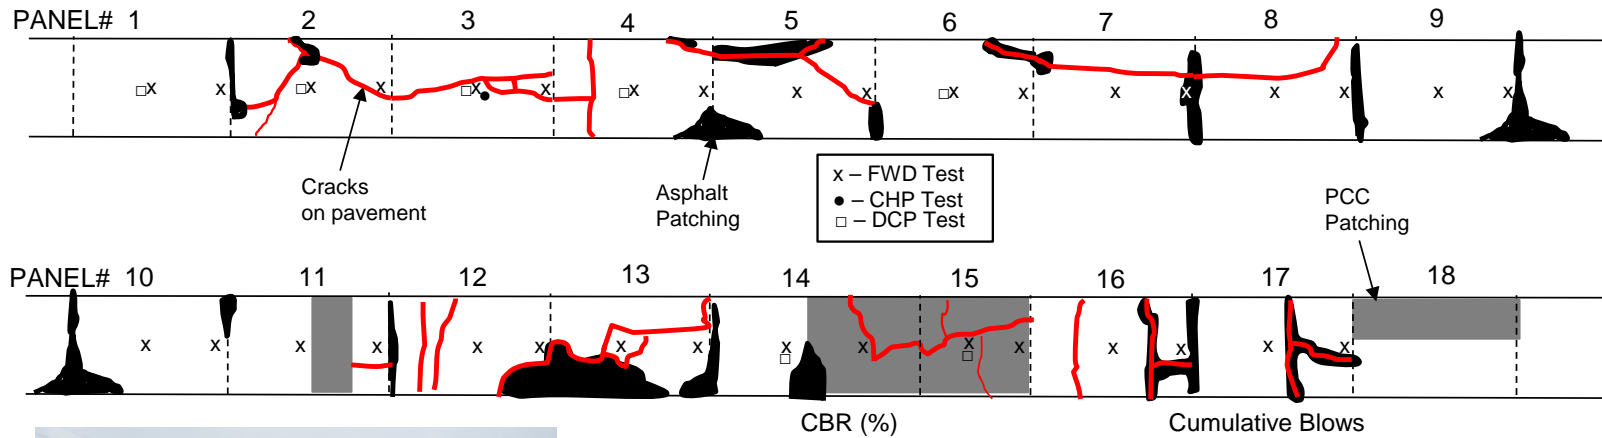 PANEL# 1 2 3 4 5 6 7 8 9
Cracks
on pavement
Asphalt
Patching
x – FWD Test
● – CHP Test
□ – DCP Test
PCC
Patching
PANEL# 10 11 12 13 14 15 16 17 18
CBR (%)
Cumulative Blows